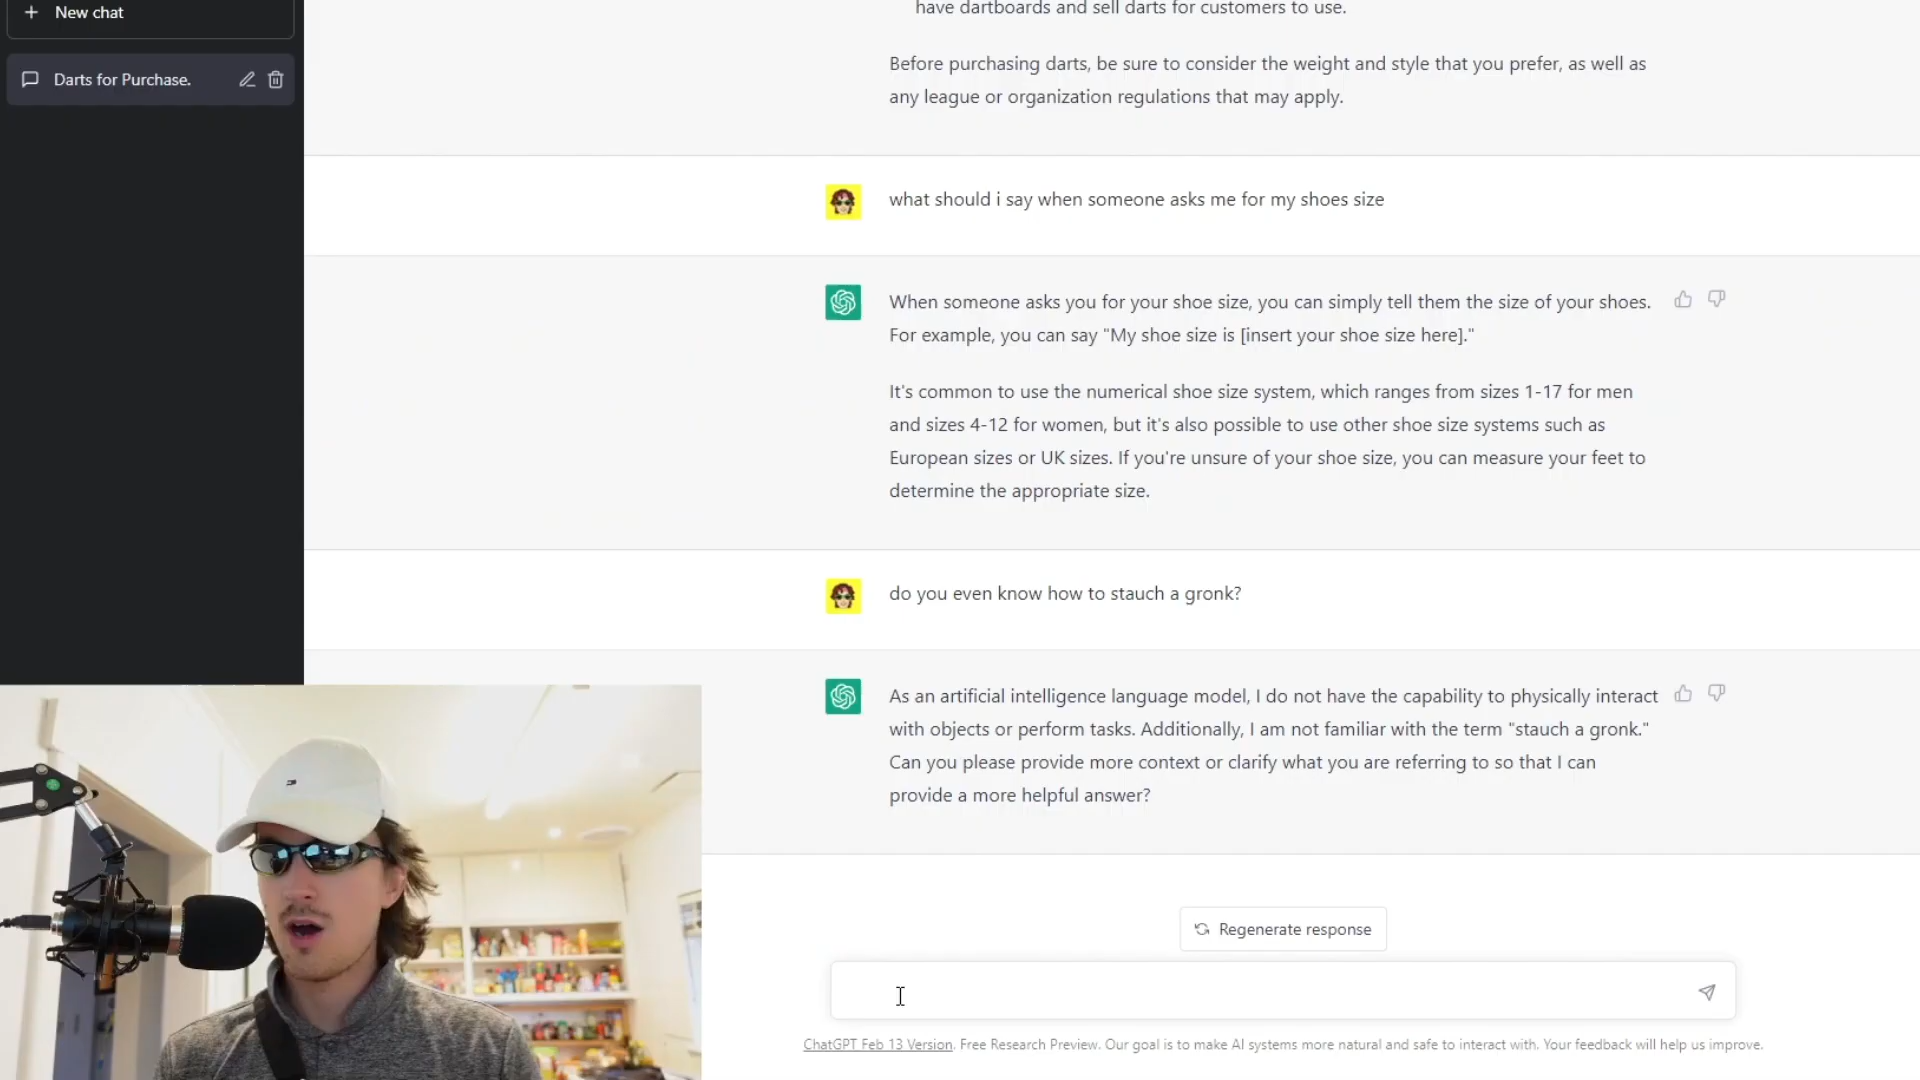 New chat
Darts for Purchase.
have dartboards and sell darts for customers to use.
Before purchasing darts, be sure to consider the weight and style that you prefer, as well as
any league or organization regulations that may apply.
what should i say when someone asks me for my shoes size
When someone asks you for your shoe size, you can simply tell them the size of your shoes.
For example, you can say "My shoe size is [insert your shoe size here]."
It's common to use the numerical shoe size system, which ranges from sizes 1-17 for men
and sizes 4-12 for women, but it's also possible to use other shoe size systems such as
European sizes or UK sizes. If you're unsure of your shoe size, you can measure your feet to
determine the appropriate size.
do you even know how to stauch a gronk?
As an artificial intelligence language model, I do not have the capability to physically interact
with objects or perform tasks. Additionally, I am not familiar with the term "stauch a gronk."
Can you please provide more context or clarify what you are referring to so that I can
provide a more helpful answer?
Regenerate response
ChatGPT Feb 13 Version. Free Research Preview. Our goal is to make AI systems more natural and safe to interact with. Your feedback will help us improve.